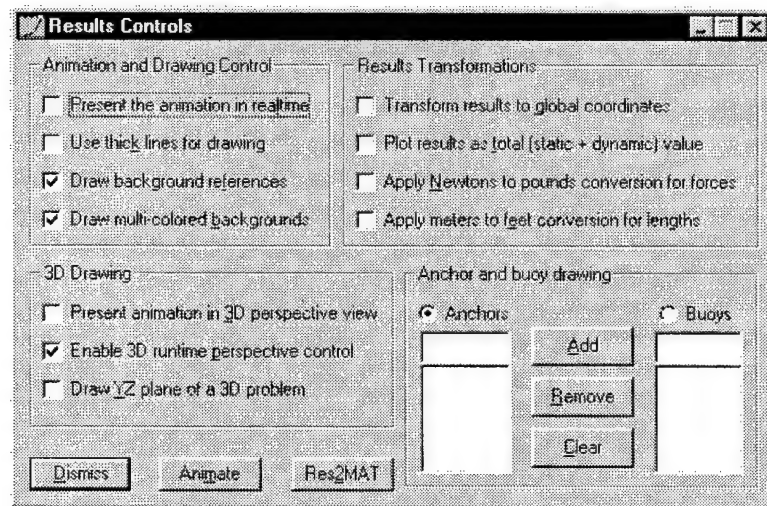 Results Controls
Animation and Drawing Control
Present the animation in realtime
Use thick lines for drawing
Draw background references
Draw multi-colored backgrounds
Results Transformations
Transform results to global coordinates
Plot results as total (static + dynamic) value
Apply Newtons to pounds conversion for forces
Apply meters to feet conversion for lengths
3D Drawing
Present animation in 3D perspective view
Enable 3D runtime perspective control
Draw YZ plane of a 3D problem
Anchor and buoy drawing
Anchors
Buoys
Add
Remove
Clear
Dismiss
Animate
Res2MAT